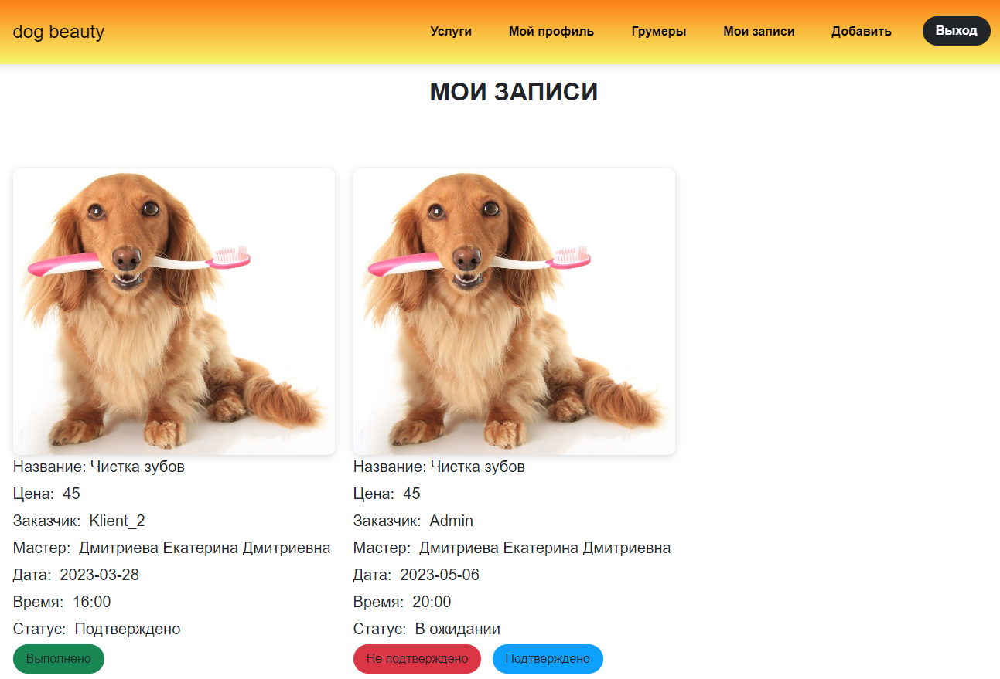 dog beauty
Услуги
Мой профиль
Грумеры
Мои записи
Добавить
Выход
МОИ ЗАПИСИ
Название: Чистка зубов
Цена: 45
Заказчик: Klient_2
Мастер: Дмитриева Екатерина Дмитриевна
Дата: 2023-03-28
Время: 16:00
Статус: Подтверждено
Выполнено
Название: Чистка зубов
Цена: 45
Заказчик: Admin
Мастер: Дмитриева Екатерина Дмитриевна
Дата: 2023-05-06
Время: 20:00
Статус: В ожидании
Не подтверждено
Подтверждено